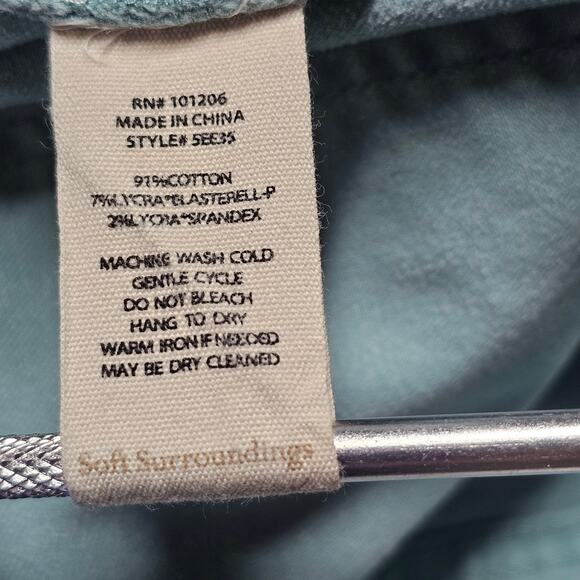 RN# 101206
MADE IN CHINA
STYLE# 5EE35
91%COTTON
7%LYCRA*ELASTERELL-P
2%LYCRA*SPANDEX
MACHINE WASH COLD
GENTLE CYCLE
DO NOT BLEACH
HANG TO DRY
WARM IRON IF NEEDED
MAY BE DRY CLEANED
Soft Surroundings